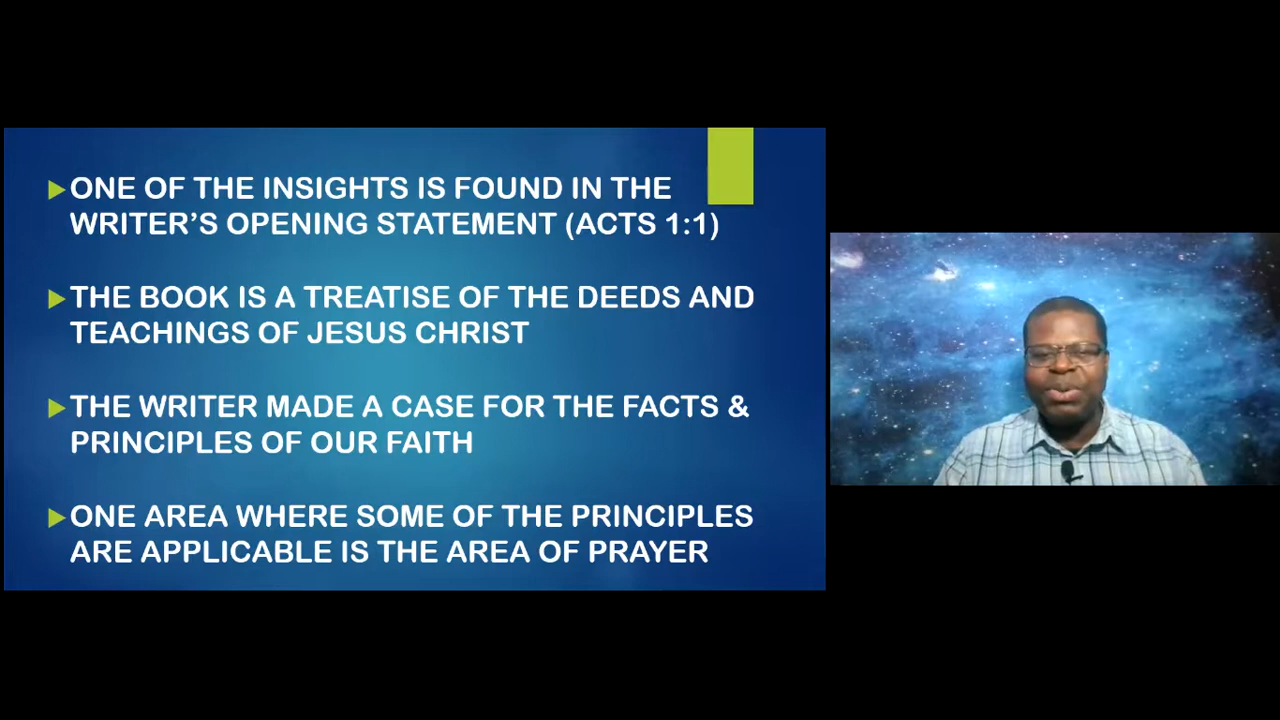 ONE OF THE INSIGHTS IS FOUND IN THE
WRITER’S OPENING STATEMENT (ACTS 1:1)
THE BOOK IS A TREATISE OF THE DEEDS AND
TEACHINGS OF JESUS CHRIST
THE WRITER MADE A CASE FOR THE FACTS &
PRINCIPLES OF OUR FAITH
ONE AREA WHERE SOME OF THE PRINCIPLES
ARE APPLICABLE IS THE AREA OF PRAYER